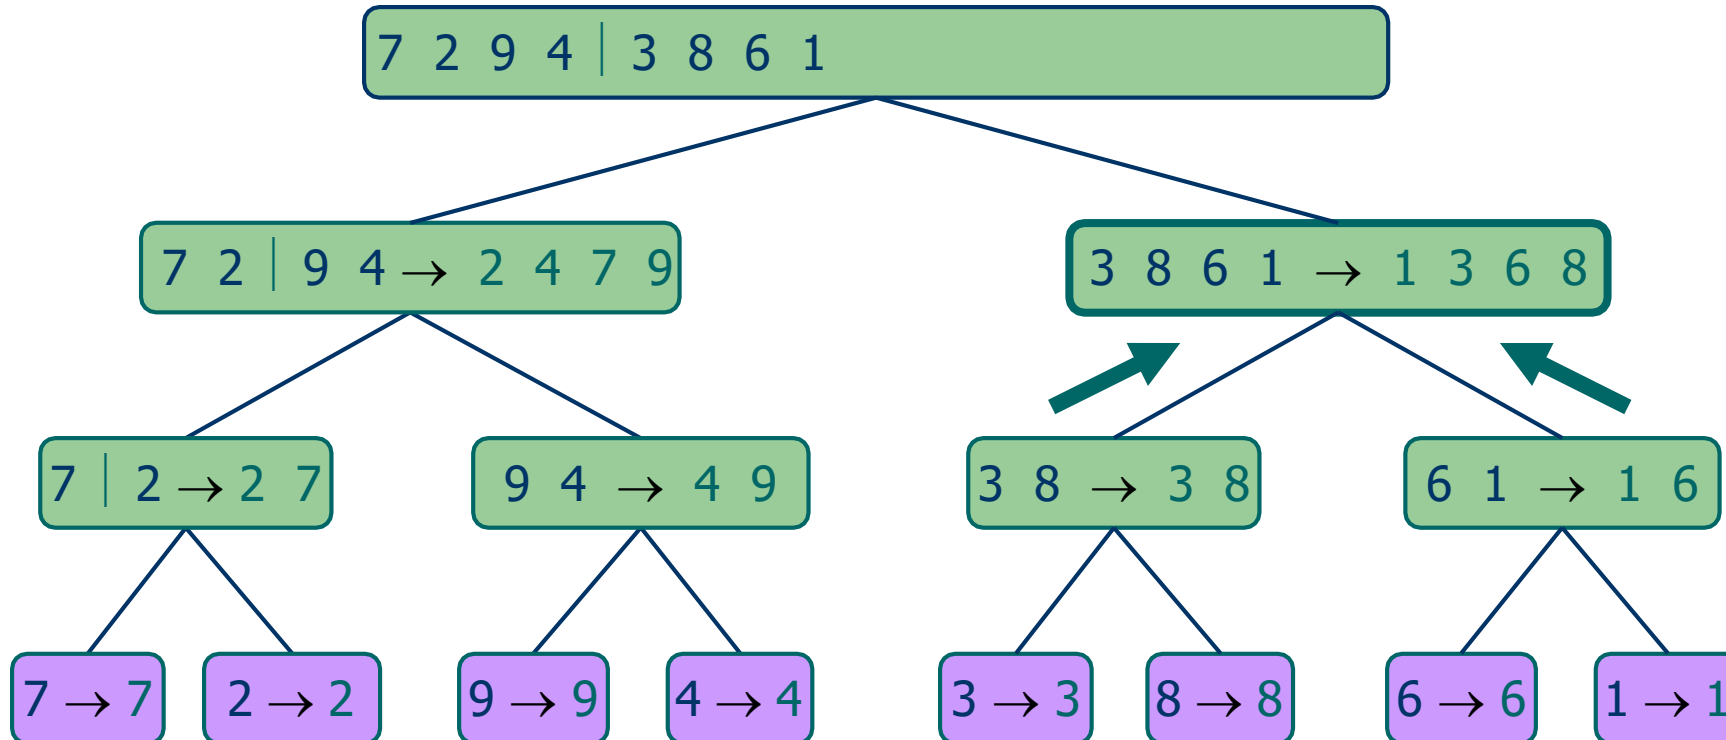 7 2 9 4 | 3 8 6 1
7 2 | 9 4 → 2 4 7 9
3 8 6 1 → 1 3 6 8
7 | 2 → 2 7
9 4 → 4 9
3 8 → 3 8
6 1 → 1 6
7 → 7
2 → 2
9 → 9
4 → 4
3 → 3
8 → 8
6 → 6
1 → 1